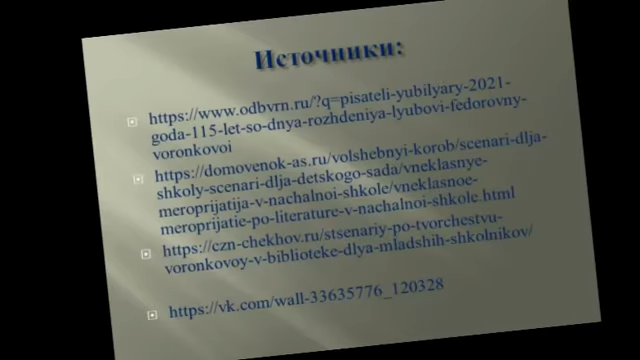 Источники:
https://www.odbvrn.ru/?q=pisateli-yubilyary-2021-
goda-115-let-so-dnya-rozhdeniya-lyubovi-fedorovny-
voronkovoi
https://domovenok-as.ru/volshebnyi-korob/scenari-dlja-
shkoly-scenari-dlja-detskogo-sada/vneklasnye-
meroprijatija-v-nachalnoi-shkole/vneklasnoe-
meroprijatie-po-literature-v-nachalnoi-shkole.html
https://czn-chekhov.ru/stsenariy-po-tvorchestvu-
voronkovoy-v-biblioteke-dlya-mladshih-shkolnikov/
https://vk.com/wall-33635776_120328